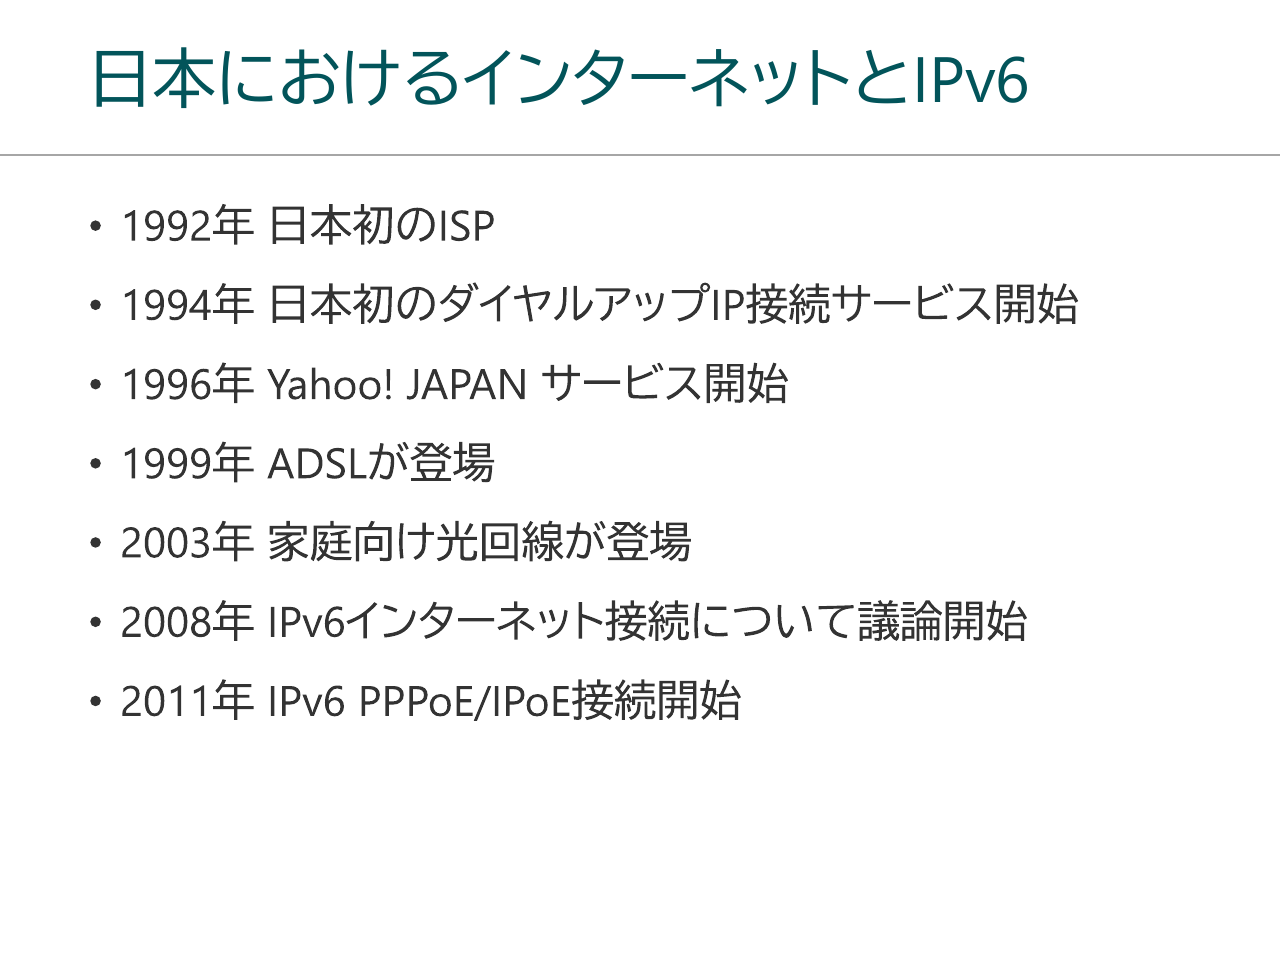 日本におけるインターネットとIPv6
• 1992年 日本初のISP
• 1994年 日本初のダイヤルアップIP接続サービス開始
• 1996年 Yahoo! JAPAN サービス開始
• 1999年 ADSLが登場
• 2003年 家庭向け光回線が登場
• 2008年 IPv6インターネット接続について議論開始
• 2011年 IPv6 PPPoE/IPoE接続開始